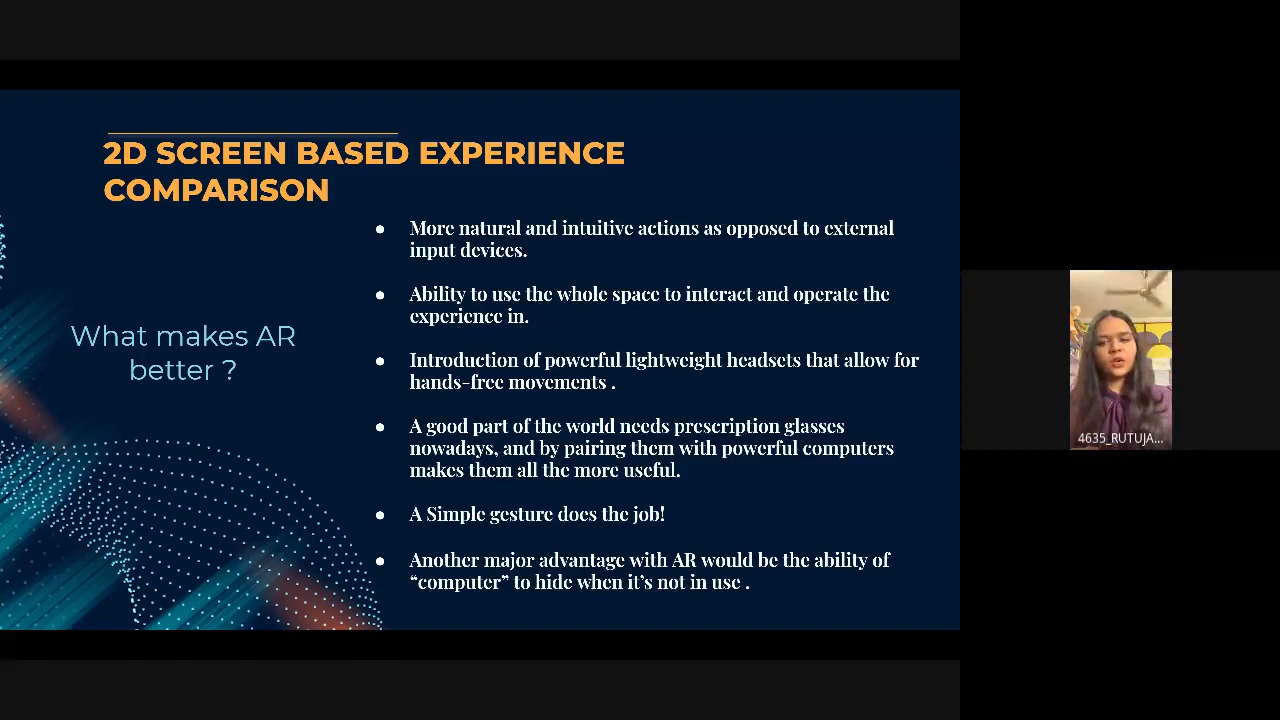 2D SCREEN BASED EXPERIENCE
COMPARISON
What makes AR
better ?
● More natural and intuitive actions as opposed to external
input devices.
● Ability to use the whole space to interact and operate the
experience in.
● Introduction of powerful lightweight headsets that allow for
hands-free movements .
● A good part of the world needs prescription glasses
nowadays, and by pairing them with powerful computers
makes them all the more useful.
● A Simple gesture does the job!
● Another major advantage with AR would be the ability of
“computer” to hide when it’s not in use .
4635_RUTUJA...